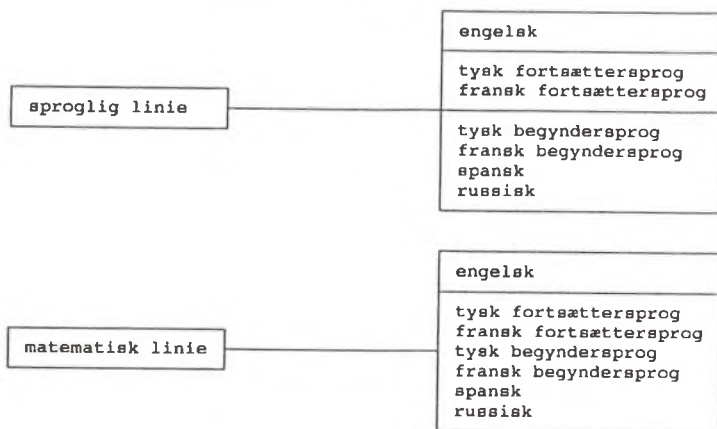 engelsk
tysk fortsættersprog
fransk fortsættersprog
sproglig linie
tysk begyndersprog
fransk begyndersprog
spansk
russisk
engelsk
tysk fortsættersprog
fransk fortsættersprog
matematisk linie
tysk begyndersprog
fransk begyndersprog
spansk
russisk